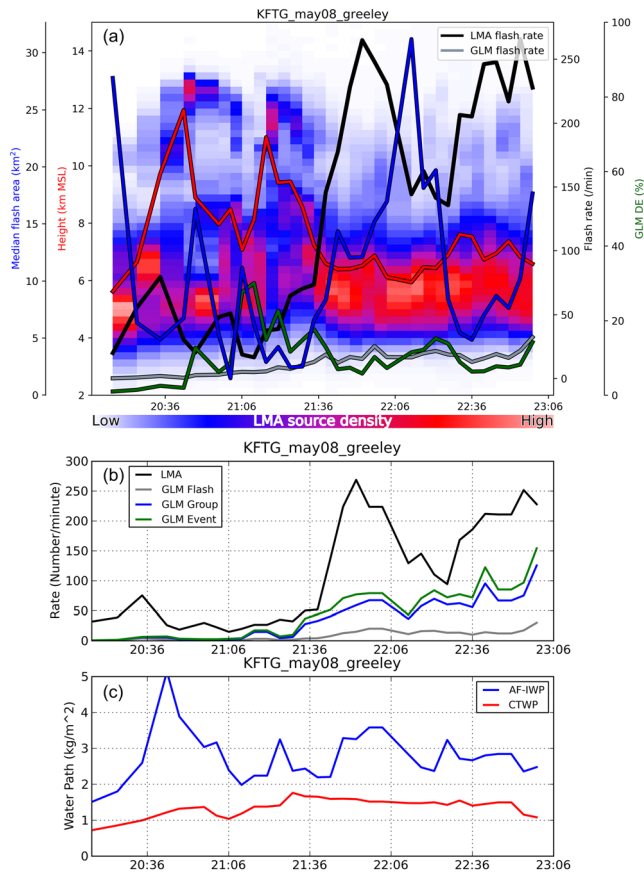 KFTG_may08_greeley
(a)
LMA flash rate
GLM flash rate
Median flash area (km²)
30
25
20
15
10
5
0
Height (km MSL)
14
12
10
8
6
4
2
Flash rate (/min)
250
200
150
100
50
0
GLM DE (%)
100
80
60
40
20
0
20:36 21:06 21:36 22:06 22:36 23:06
Low LMA source density High
KFTG_may08_greeley
(b)
LMA
GLM Flash
GLM Group
GLM Event
Rate (Number/minute)
300
250
200
150
100
50
0
20:36 21:06 21:36 22:06 22:36 23:06
KFTG_may08_greeley
(c)
AF-IWP
CTWP
Water Path (kg/m^2)
5
4
3
2
1
0
20:36 21:06 21:36 22:06 22:36 23:06